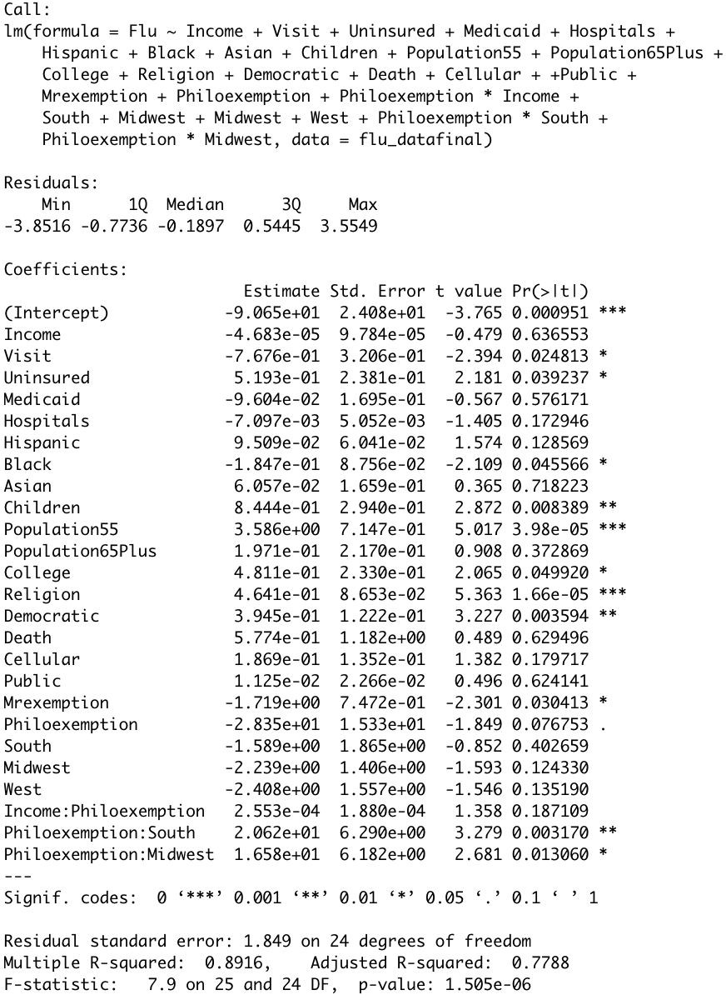 Call:
lm(formula = Flu ~ Income + Visit + Uninsured + Medicaid + Hospitals +
    Hispanic + Black + Asian + Children + Population55 + Population65Plus +
    College + Religion + Democratic + Death + Cellular + +Public +
    Mrexemption + Philoexemption + Philoexemption * Income +
    South + Midwest + Midwest + West + Philoexemption * South +
    Philoexemption * Midwest, data = flu_datafinal)

Residuals:
    Min      1Q  Median      3Q     Max
-3.8516 -0.7736 -0.1897  0.5445  3.5549

Coefficients:
                         Estimate Std. Error t value Pr(>|t|)
(Intercept)            -9.065e+01  2.408e+01  -3.765 0.000951 ***
Income                 -4.683e-05  9.784e-05  -0.479 0.636553
Visit                  -7.676e-01  3.206e-01  -2.394 0.024813 *
Uninsured               5.193e-01  2.381e-01   2.181 0.039237 *
Medicaid               -9.604e-02  1.695e-01  -0.567 0.576171
Hospitals              -7.097e-03  5.052e-03  -1.405 0.172946
Hispanic                9.509e-02  6.041e-02   1.574 0.128569
Black                  -1.847e-01  8.756e-02  -2.109 0.045566 *
Asian                   6.057e-02  1.659e-01   0.365 0.718223
Children                8.444e-01  2.940e-01   2.872 0.008389 **
Population55            3.586e+00  7.147e-01   5.017 3.98e-05 ***
Population65Plus        1.971e-01  2.170e-01   0.908 0.372869
College                 4.811e-01  2.330e-01   2.065 0.049920 *
Religion                4.641e-01  8.653e-02   5.363 1.66e-05 ***
Democratic              3.945e-01  1.222e-01   3.227 0.003594 **
Death                   5.774e-01  1.182e+00   0.489 0.629496
Cellular                1.869e-01  1.352e-01   1.382 0.179717
Public                  1.125e-02  2.266e-02   0.496 0.624141
Mrexemption            -1.719e+00  7.472e-01  -2.301 0.030413 *
Philoexemption         -2.835e+01  1.533e+01  -1.849 0.076753 .
South                  -1.589e+00  1.865e+00  -0.852 0.402659
Midwest                -2.239e+00  1.406e+00  -1.593 0.124330
West                   -2.408e+00  1.557e+00  -1.546 0.135190
Income:Philoexemption   2.553e-04  1.880e-04   1.358 0.187109
Philoexemption:South    2.062e+01  6.290e+00   3.279 0.003170 **
Philoexemption:Midwest  1.658e+01  6.182e+00   2.681 0.013060 *
---
Signif. codes:  0 ‘***’ 0.001 ‘**’ 0.01 ‘*’ 0.05 ‘.’ 0.1 ‘ ’ 1

Residual standard error: 1.849 on 24 degrees of freedom
Multiple R-squared:  0.8916,    Adjusted R-squared:  0.7788
F-statistic:   7.9 on 25 and 24 DF,  p-value: 1.505e-06